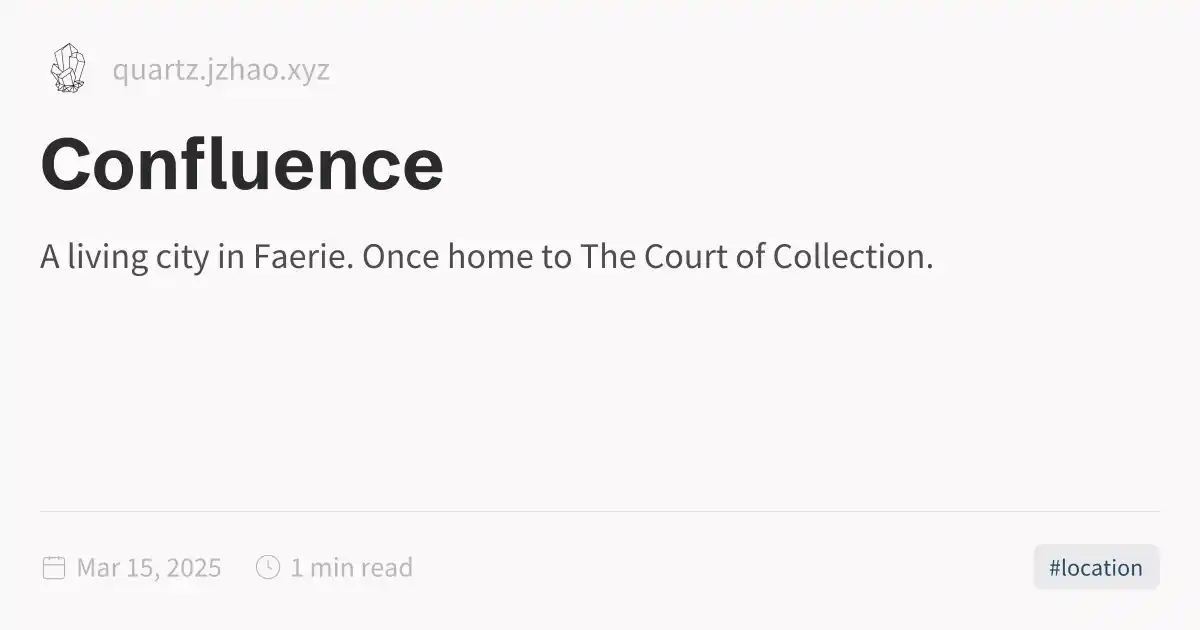 quartz.jzhao.xyz
Confluence
A living city in Faerie. Once home to The Court of Collection.
Mar 15, 2025 1 min read #location